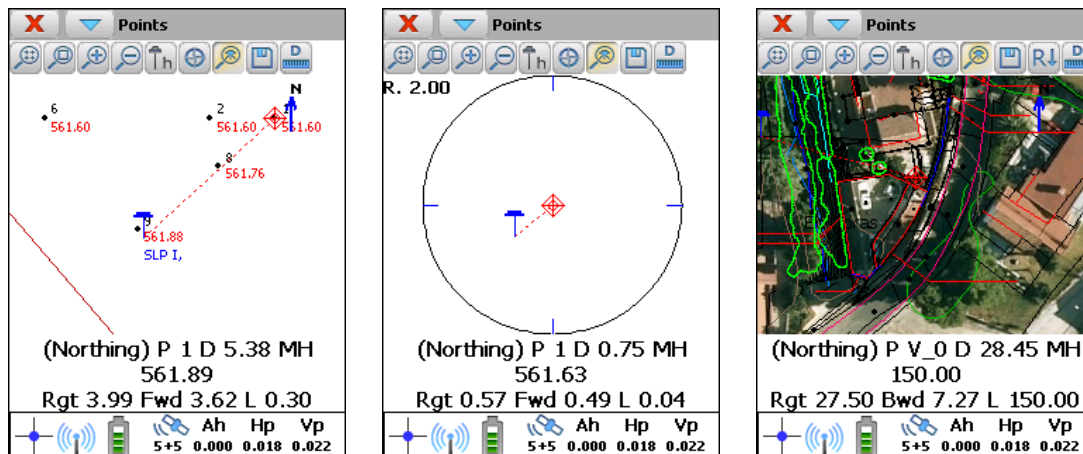 Points
h
D
N
6
561.60
2
561.60
1
561.60
8
561.76
9
561.88
SLP I,
(Northing) P 1 D 5.38 MH
561.89
Rgt 3.99 Fwd 3.62 L 0.30
Ah Hp Vp
5+5 0.000 0.018 0.022
Points
h
D
R. 2.00
(Northing) P 1 D 0.75 MH
561.63
Rgt 0.57 Fwd 0.49 L 0.04
Ah Hp Vp
5+5 0.000 0.018 0.022
Points
h
R
D
(Northing) P V_0 D 28.45 MH
150.00
Rgt 27.50 Bwd 7.27 L 150.00
Ah Hp Vp
5+5 0.000 0.018 0.022